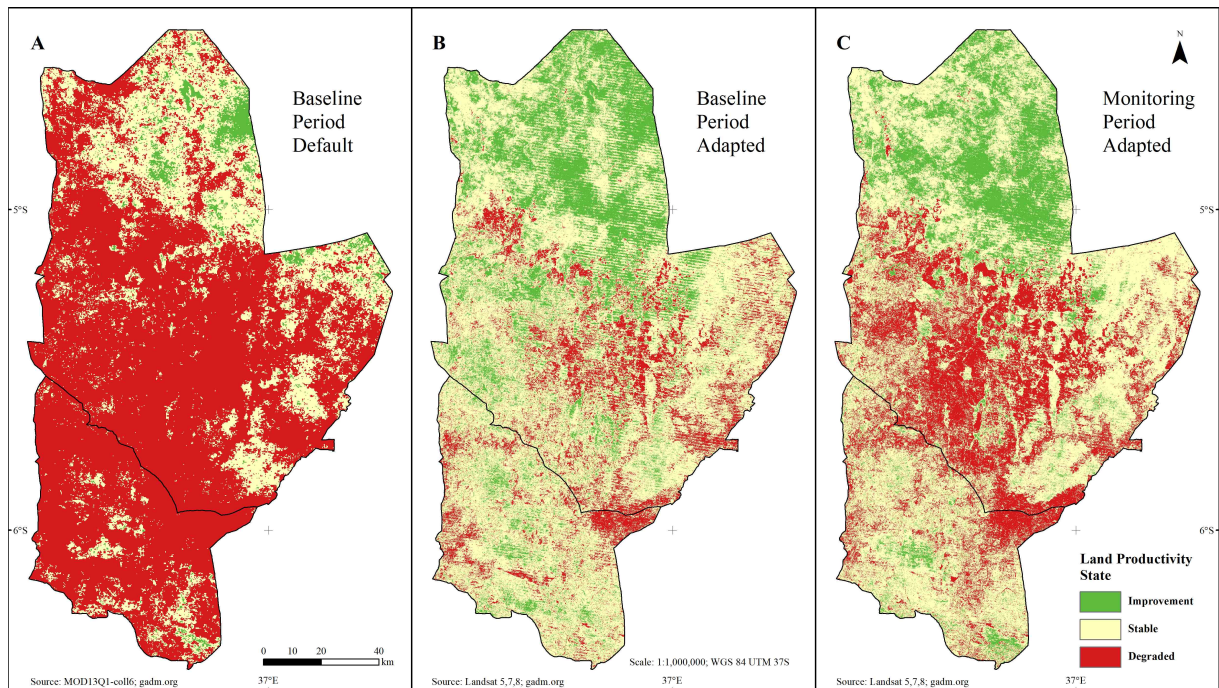 A
Baseline
Period
Default
5°S
6°S
0 10 20 40
km
Source: MOD13Q1-coll6; gadm.org
37°E
B
Baseline
Period
Adapted
Scale: 1:1,000,000; WGS 84 UTM 37S
Source: Landsat 5,7,8; gadm.org
37°E
C
N
Monitoring
Period
Adapted
5°S
6°S
Land Productivity
State
Improvement
Stable
Degraded
Source: Landsat 5,7,8; gadm.org
37°E